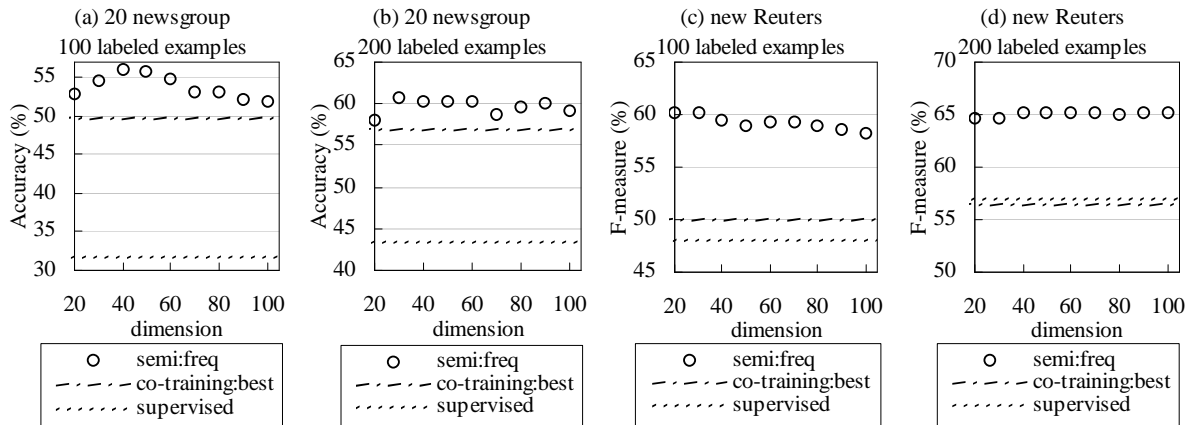 (a) 20 newsgroup
100 labeled examples
Accuracy (%)
55
50
45
40
35
30
20 40 60 80 100
dimension
semi:freq
co-training:best
supervised
(b) 20 newsgroup
200 labeled examples
Accuracy (%)
65
60
55
50
45
40
20 40 60 80 100
dimension
semi:freq
co-training:best
supervised
(c) new Reuters
100 labeled examples
F-measure (%)
65
60
55
50
45
20 40 60 80 100
dimension
semi:freq
co-training:best
supervised
(d) new Reuters
200 labeled examples
F-measure (%)
70
65
60
55
50
20 40 60 80 100
dimension
semi:freq
co-training:best
supervised